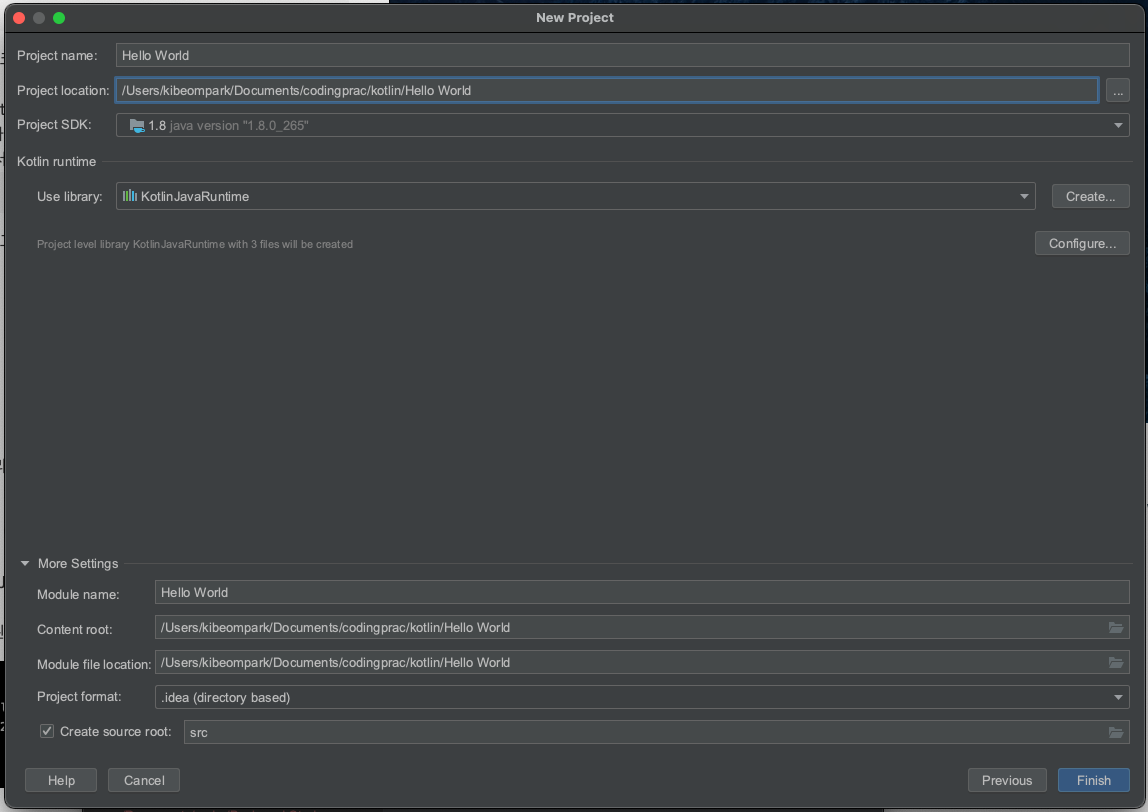 New Project
Project name: Hello World
Project location: /Users/kibeompark/Documents/codingprac/kotlin/Hello World ...
Project SDK: 1.8 java version "1.8.0_265"
Kotlin runtime
Use library: KotlinJavaRuntime Create...
Project level library KotlinJavaRuntime with 3 files will be created Configure...
More Settings
Module name: Hello World
Content root: /Users/kibeompark/Documents/codingprac/kotlin/Hello World
Module file location: /Users/kibeompark/Documents/codingprac/kotlin/Hello World
Project format: .idea (directory based)
Create source root: src
Help Cancel Previous Finish